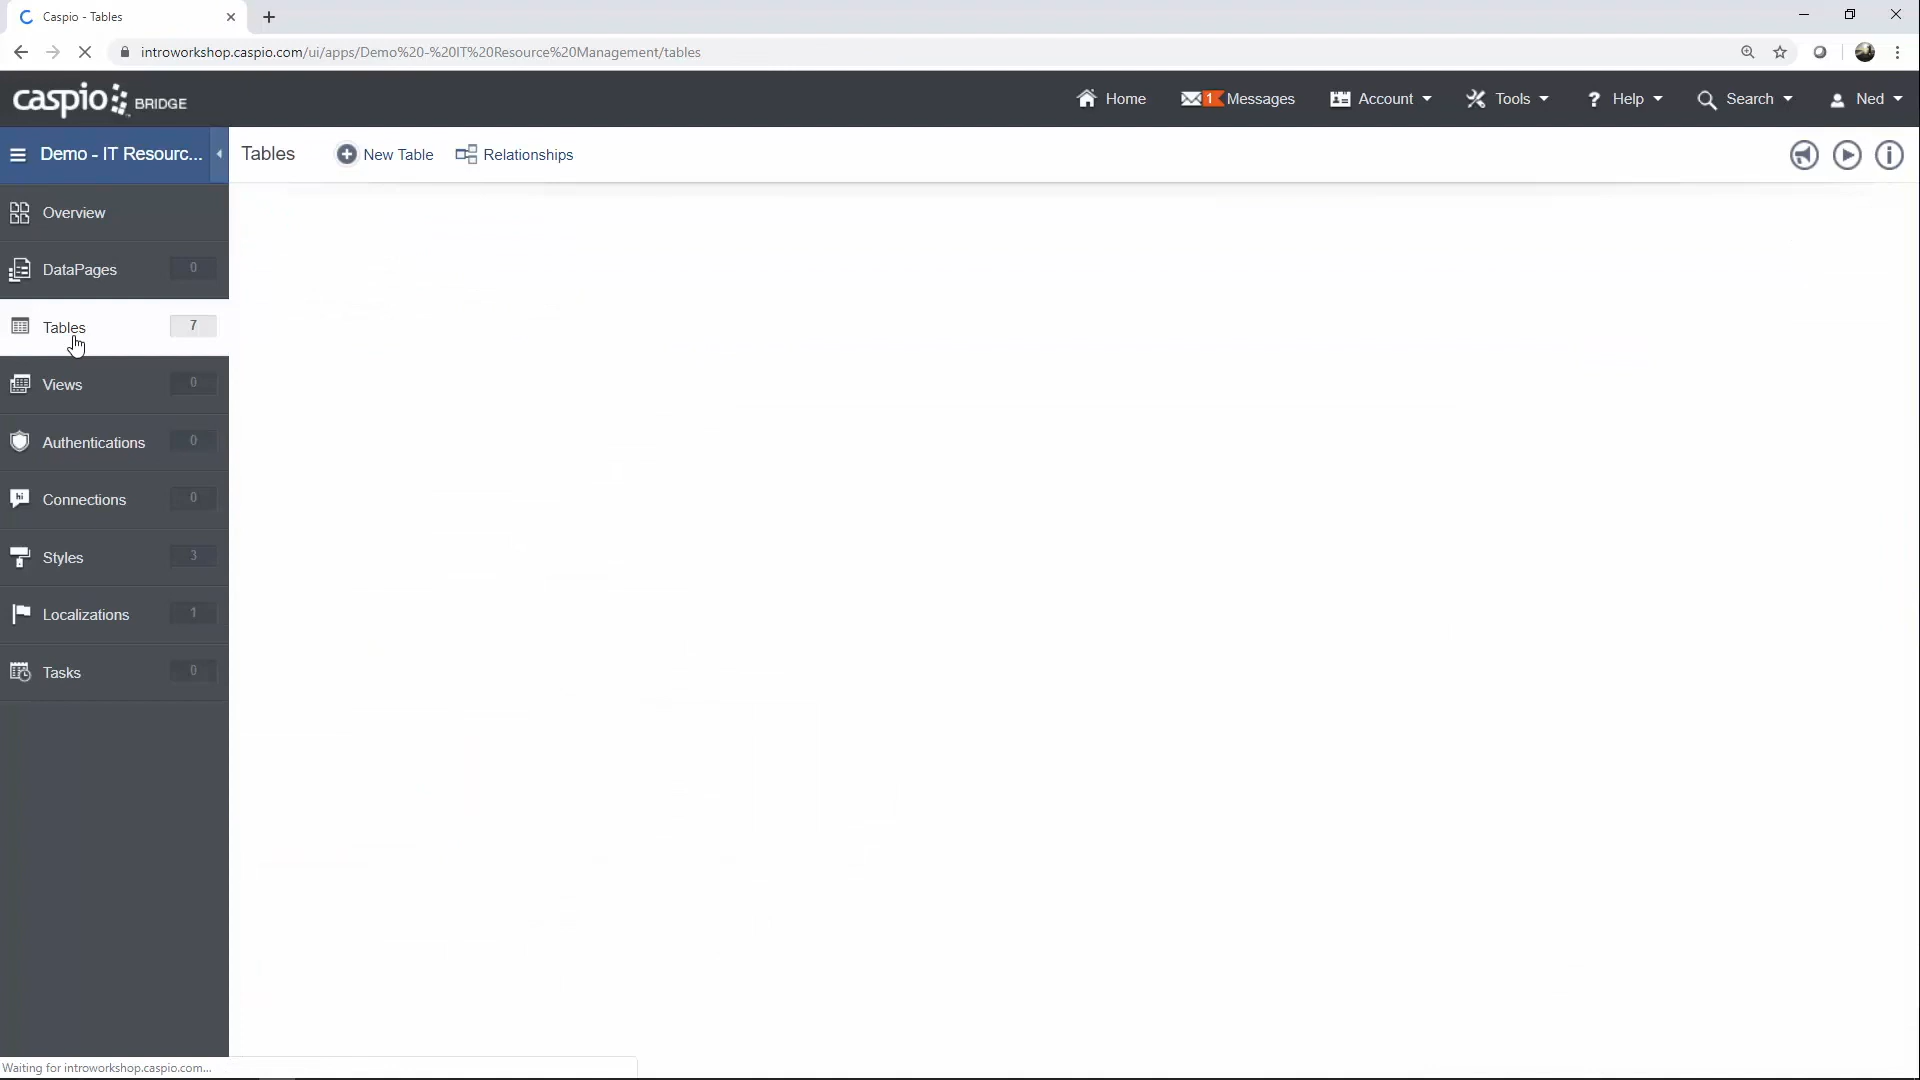 Caspio - Tables
introworkshop.caspio.com/ui/apps/Demo%20-%20IT%20Resource%20Management/tables
caspio BRIDGE
Home
1 Messages
Account
Tools
? Help
Search
Ned
Demo - IT Resourc...
Tables
New Table
Relationships
Overview
DataPages 0
Tables 7
Views 0
Authentications 0
hi Connections 0
Styles 3
Localizations 1
Tasks 0
Waiting for introworkshop.caspio.com...